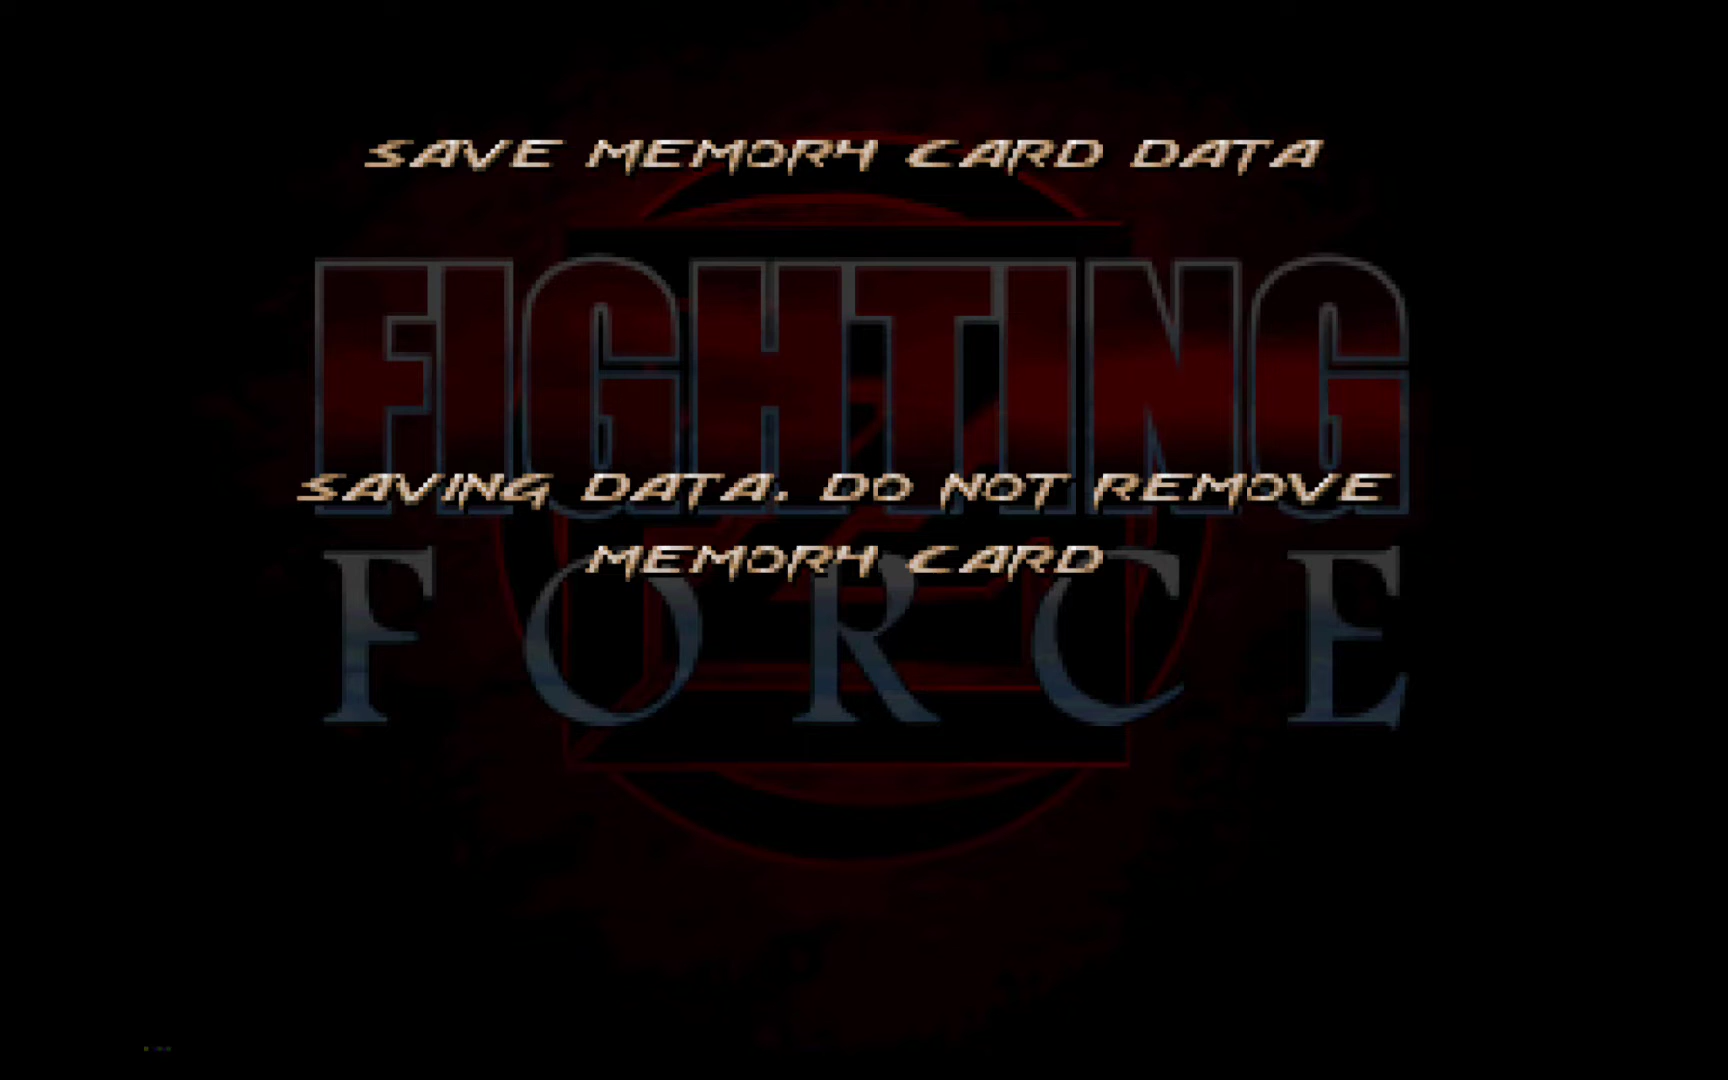 SAVE MEMORY CARD DATA
FIGHTING
SAVING DATA. DO NOT REMOVE
MEMORY CARD
FORCE